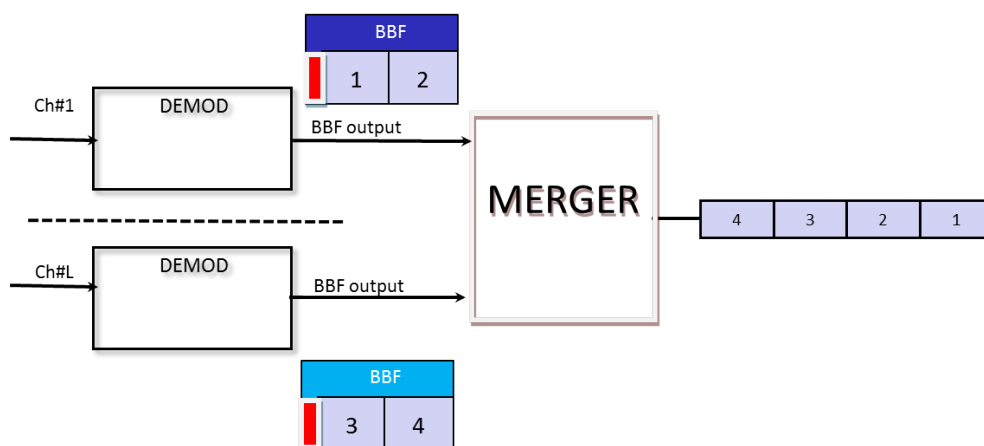 BBF
1 2
Ch#1
DEMOD
BBF output
MERGER
4 3 2 1
Ch#L
DEMOD
BBF output
BBF
3 4